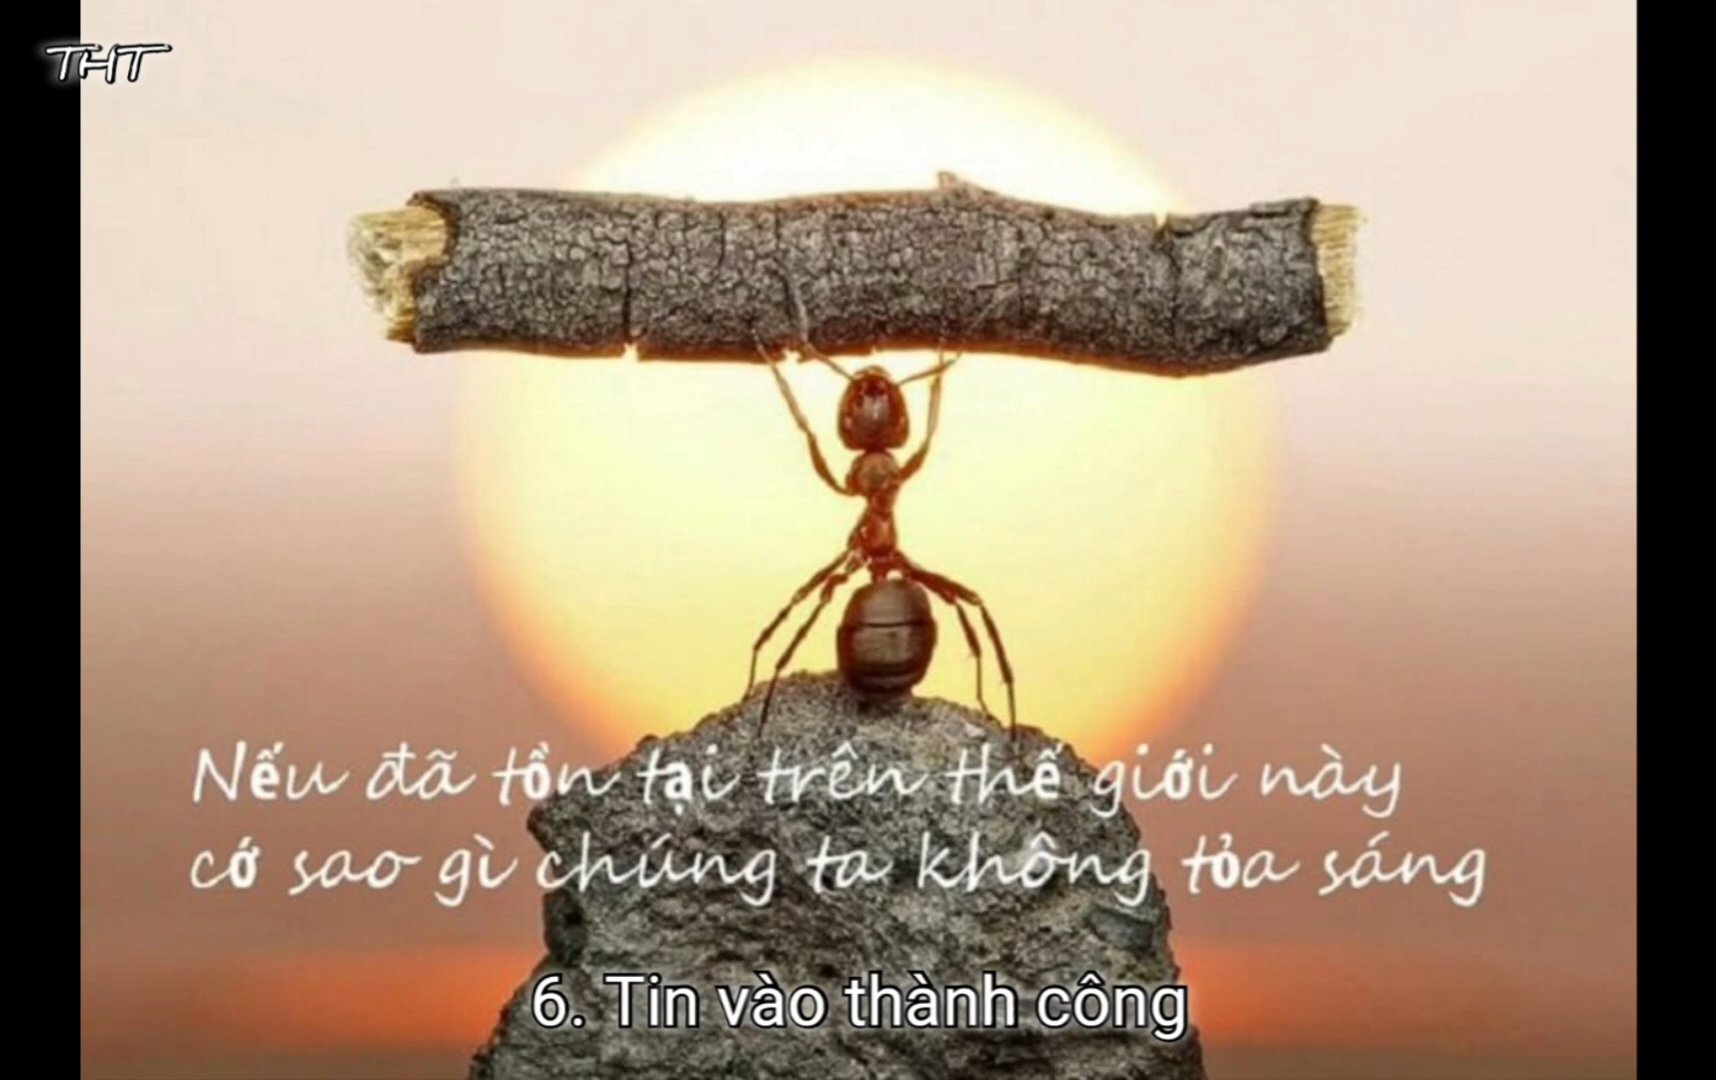 THT
Nếu đã tồn tại trên thế giới này
cớ sao gì chúng ta không tỏa sáng
6. Tin vào thành công